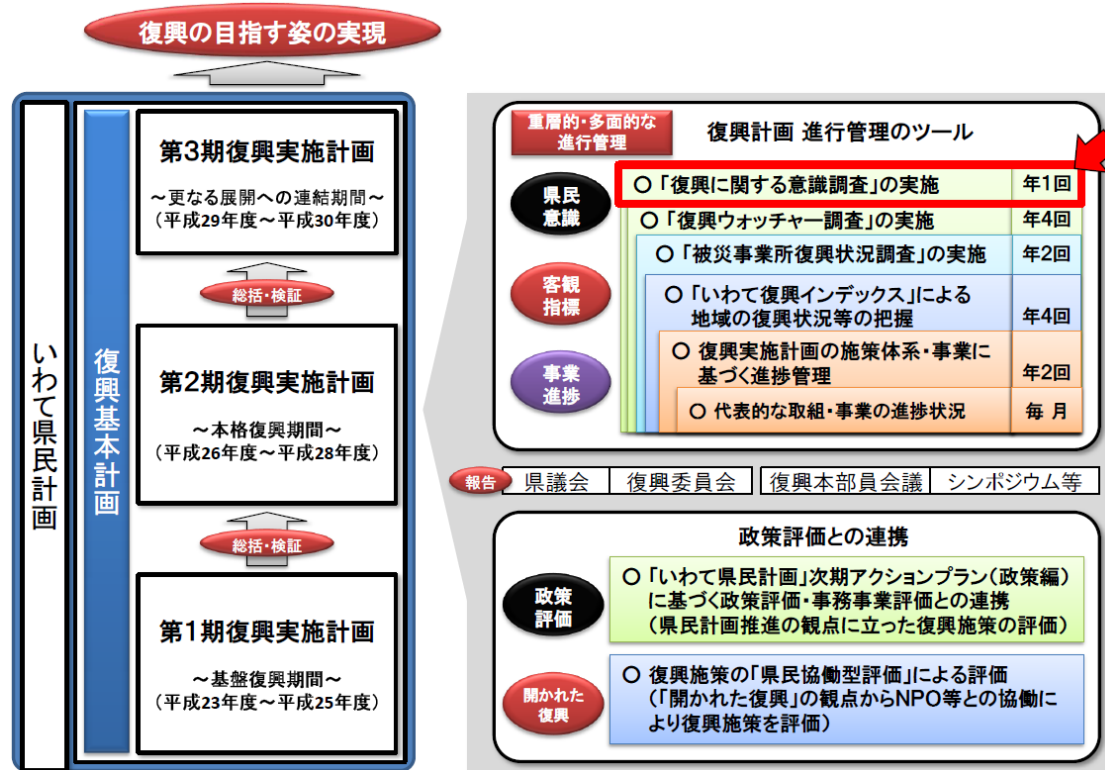 復興の目指す姿の実現
いわて県民計画
復興基本計画
第3期復興実施計画
～更なる展開への連結期間～
（平成29年度～平成30年度）
総括・検証
第2期復興実施計画
～本格復興期間～
（平成26年度～平成28年度）
総括・検証
第1期復興実施計画
～基盤復興期間～
（平成23年度～平成25年度）
重層的・多面的な
進行管理
復興計画 進行管理のツール
県民
意識
○「復興に関する意識調査」の実施 年1回
○「復興ウォッチャー調査」の実施 年4回
○「被災事業所復興状況調査」の実施 年2回
客観
指標
○「いわて復興インデックス」による
地域の復興状況等の把握 年4回
事業
進捗
○ 復興実施計画の施策体系・事業に
基づく進捗管理 年2回
○ 代表的な取組・事業の進捗状況 毎 月
報告 県議会 復興委員会 復興本部員会議 シンポジウム等
政策評価との連携
政策
評価
○「いわて県民計画」次期アクションプラン（政策編）
に基づく政策評価・事務事業評価との連携
（県民計画推進の観点に立った復興施策の評価）
開かれた
復興
○ 復興施策の「県民協働型評価」による評価
（「開かれた復興」の観点からNPO等との協働に
より復興施策を評価）